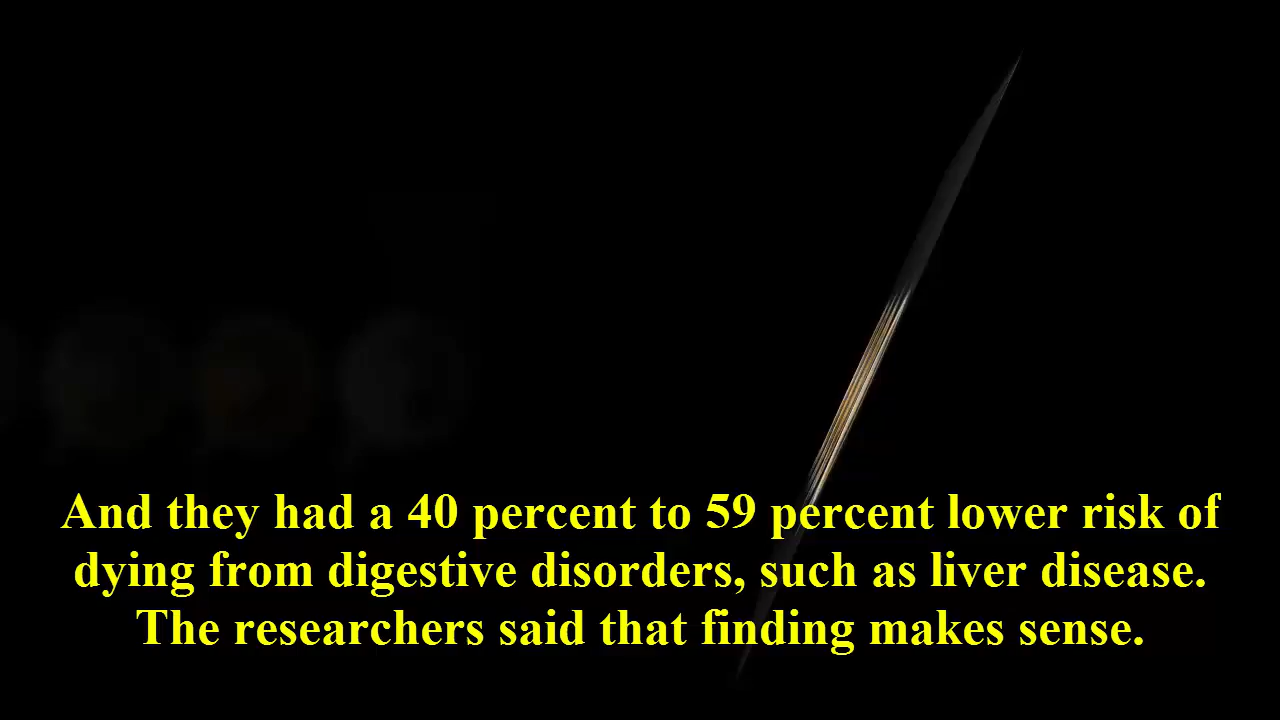 And they had a 40 percent to 59 percent lower risk of
dying from digestive disorders, such as liver disease.
The researchers said that finding makes sense.